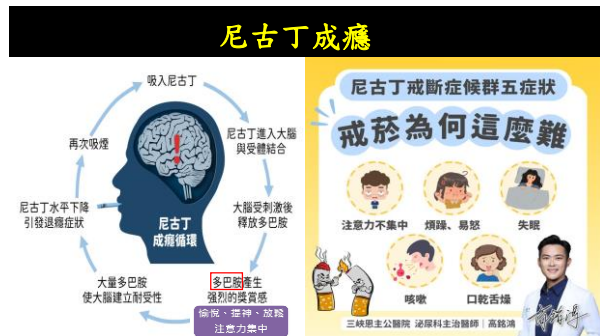 尼古丁成癮
吸入尼古丁
尼古丁進入大腦
與受體結合
大腦受刺激後
釋放多巴胺
多巴胺產生
强烈的獎賞感
愉悅、提神、放鬆
注意力集中
大量多巴胺
使大腦建立耐受性
尼古丁水平下降
引發退癮症狀
再次吸煙
尼古丁
成癮循環
尼古丁戒斷症候群五症狀
戒菸為何這麼難
注意力不集中
煩躁、易怒
失眠
咳嗽
口乾舌燥
三峽恩主公醫院 泌尿科主治醫師｜高銘鴻